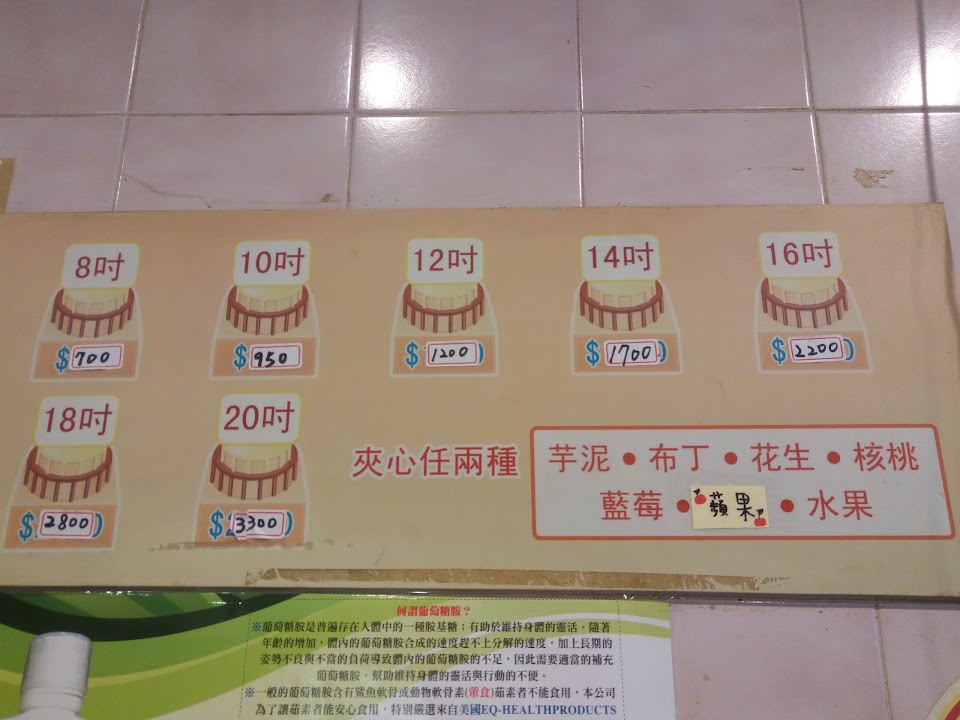 8吋 10吋 12吋 14吋 16吋
$700 $950 $1200 $1700 $2200
18吋 20吋
$2800 $3300
夾心任兩種
芋泥•布丁•花生•核桃
藍莓•蘋果•水果
何謂葡萄糖胺？
※葡萄糖胺是普遍存在人體中的一種胺基糖；有助於維持身體的靈活、隨著
年齡的增加，體內的葡萄糖胺合成的速度趕不上分解的速度，加上長期的
姿勢不良與不當的負荷導致體內的葡萄糖胺的不足，因此需要適當的補充
葡萄糖胺，幫助維持身體的靈活與行動的不便。
※一般的葡萄糖胺含有鯊魚軟骨或動物軟骨素(葷食)茹素者不能食用，本公司
為了讓茹素者能安心食用，特別嚴選來自美國EQ-HEALTHPRODUCTS